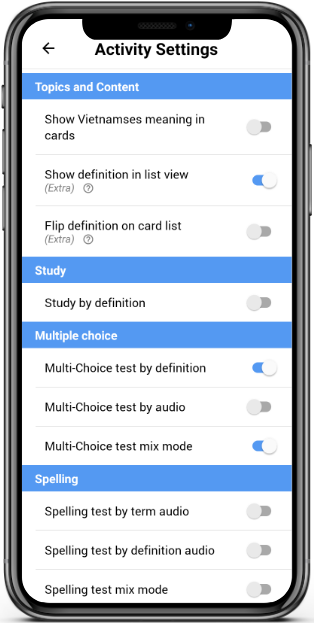 Activity Settings
Topics and Content
Show Vietnamses meaning in
cards
Show definition in list view
(Extra)
Flip definition on card list
(Extra)
Study
Study by definition
Multiple choice
Multi-Choice test by definition
Multi-Choice test by audio
Multi-Choice test mix mode
Spelling
Spelling test by term audio
Spelling test by definition audio
Spelling test mix mode